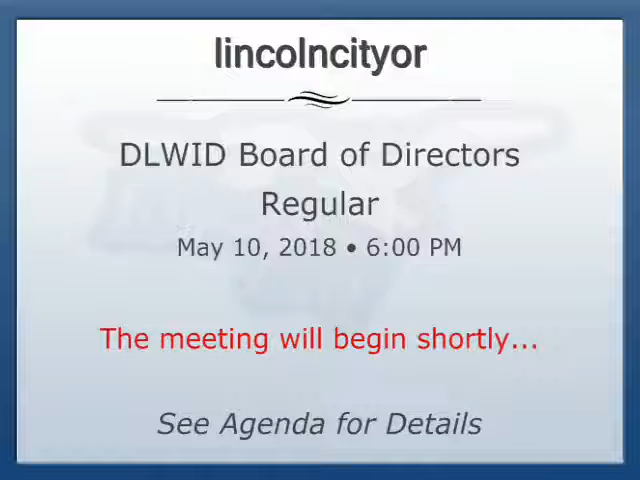 lincolncityor
DLWID Board of Directors
Regular
May 10, 2018 • 6:00 PM
The meeting will begin shortly...
See Agenda for Details